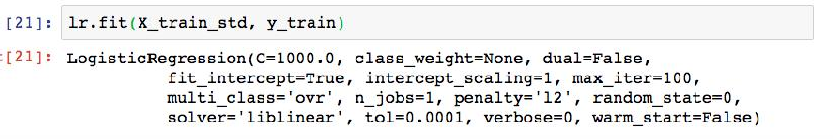 [21]: lr.fit(X_train_std, y_train)
[21]: LogisticRegression(C=1000.0, class_weight=None, dual=False,
fit_intercept=True, intercept_scaling=1, max_iter=100,
multi_class='ovr', n_jobs=1, penalty='l2', random_state=0,
solver='liblinear', tol=0.0001, verbose=0, warm_start=False)